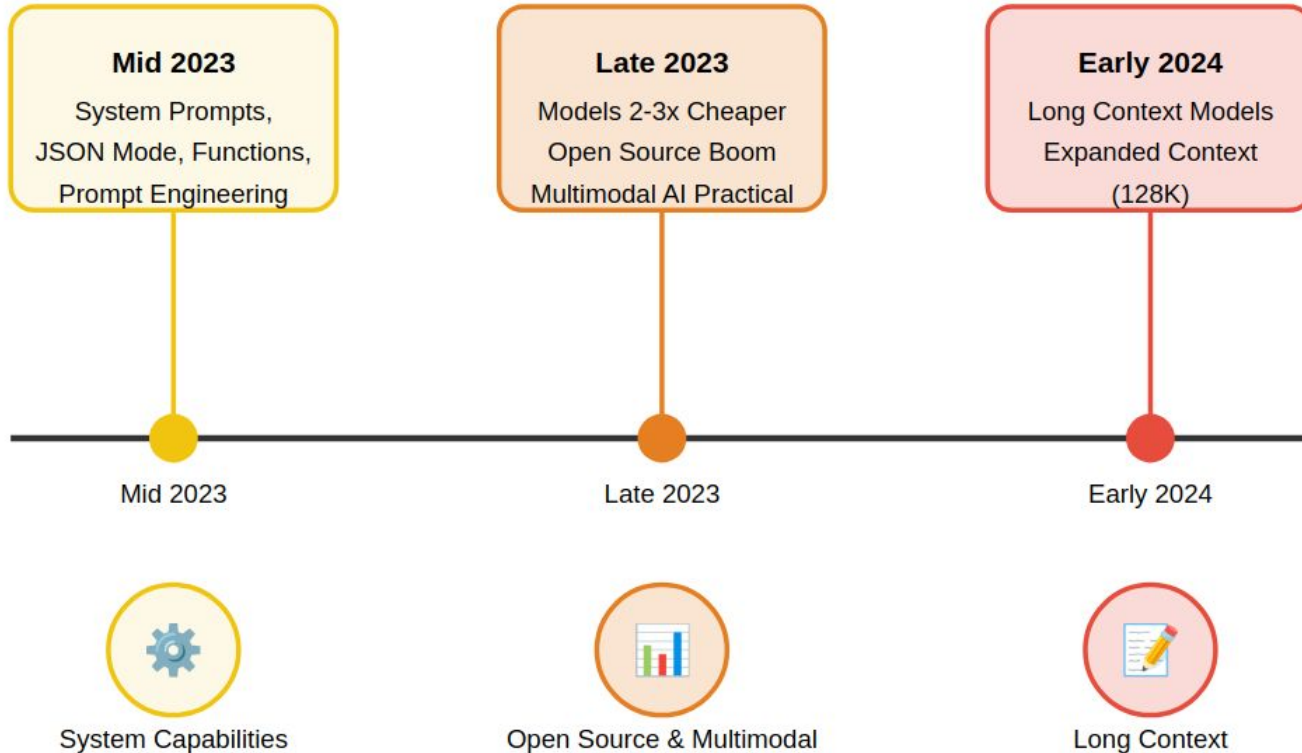 Mid 2023
System Prompts,
JSON Mode, Functions,
Prompt Engineering
Late 2023
Models 2-3x Cheaper
Open Source Boom
Multimodal AI Practical
Early 2024
Long Context Models
Expanded Context
(128K)
Mid 2023
Late 2023
Early 2024
System Capabilities
Open Source & Multimodal
Long Context